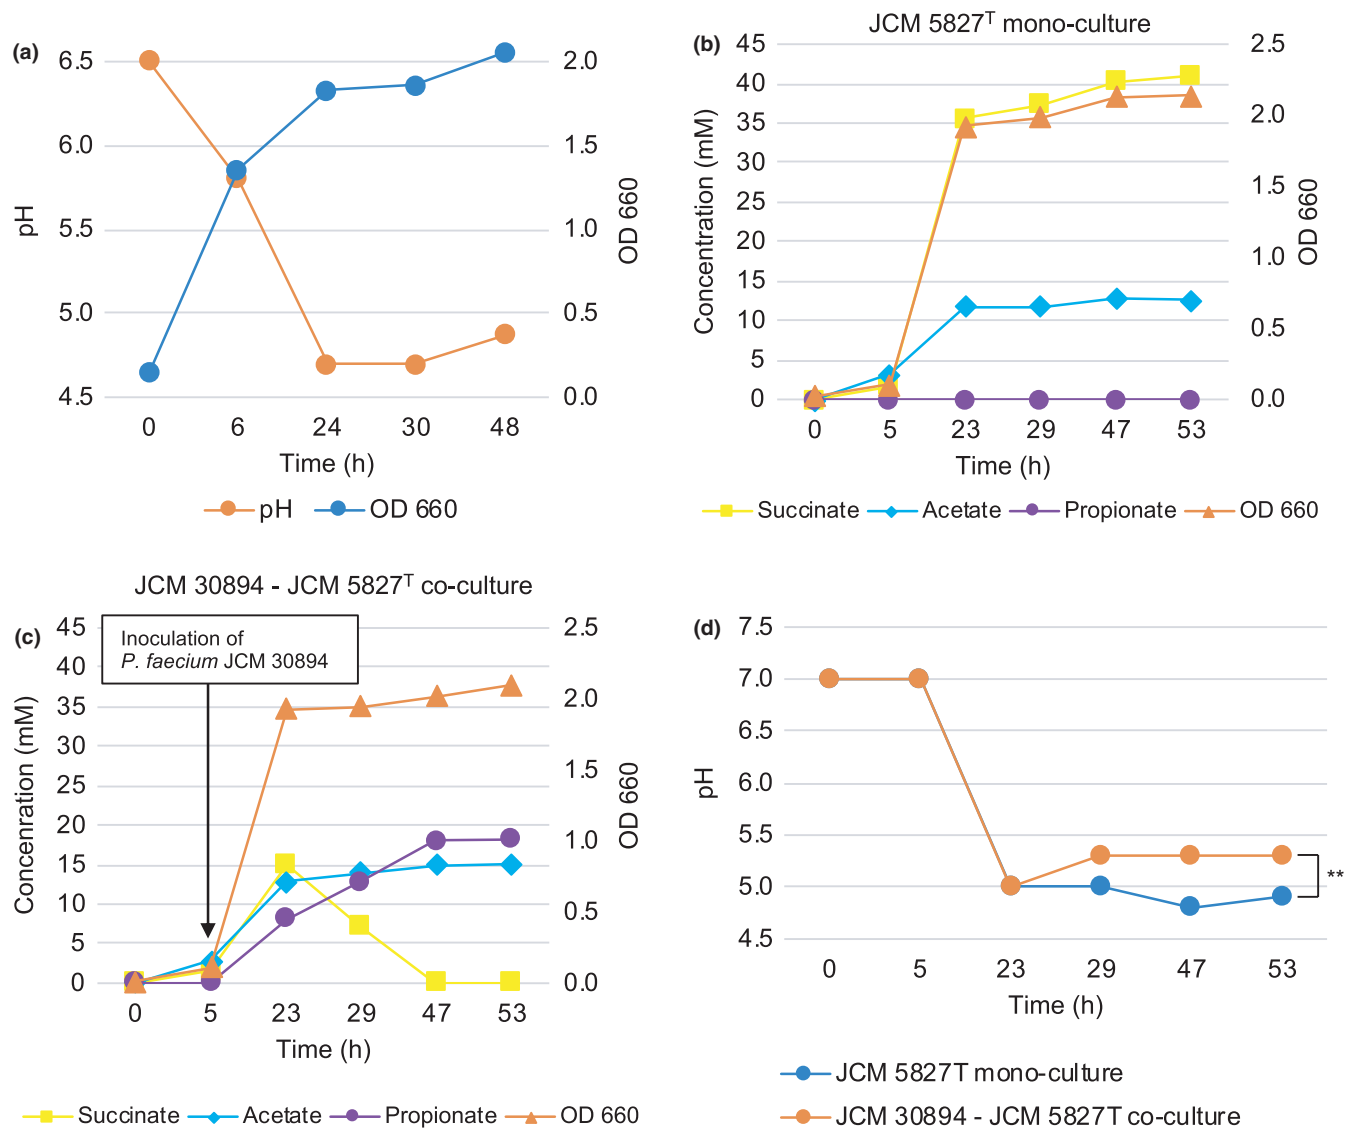 (a)
6.5
6.0
5.5
5.0
4.5
pH
2.0
1.5
1.0
0.5
0.0
OD 660
0 6 24 30 48
Time (h)
pH OD 660
(b)
JCM 5827T mono-culture
45
40
35
30
25
20
15
10
5
0
Concentration (mM)
2.5
2.0
1.5
1.0
0.5
0.0
OD 660
0 5 23 29 47 53
Time (h)
Succinate Acetate Propionate OD 660
JCM 30894 - JCM 5827T co-culture
(c)
Inoculation of
P. faecium JCM 30894
45
40
35
30
25
20
15
10
5
0
Concenration (mM)
2.5
2.0
1.5
1.0
0.5
0.0
OD 660
0 5 23 29 47 53
Time (h)
Succinate Acetate Propionate OD 660
(d)
7.5
7.0
6.5
6.0
5.5
5.0
4.5
pH
**
0 5 23 29 47 53
Time (h)
JCM 5827T mono-culture
JCM 30894 - JCM 5827T co-culture